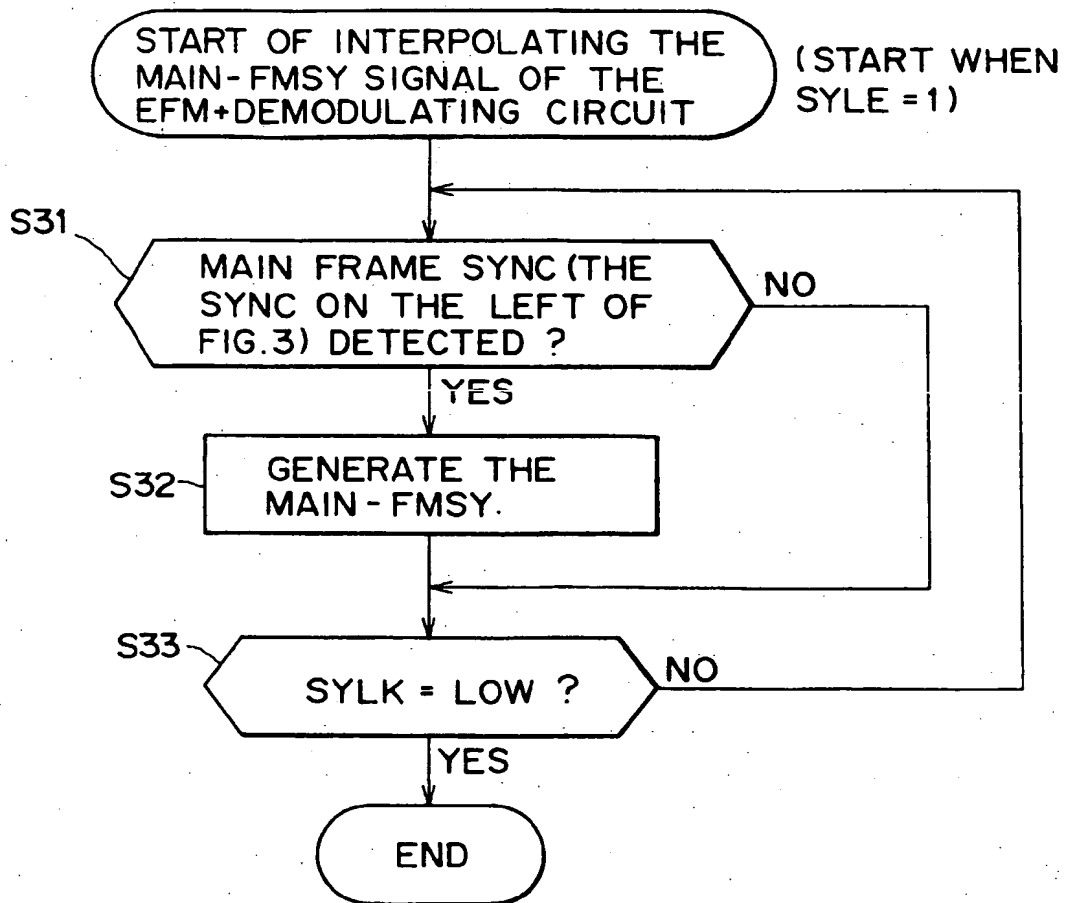 START OF INTERPOLATING THE
MAIN-FMSY SIGNAL OF THE
EFM+DEMODULATING CIRCUIT
(START WHEN
SYLE = 1)
S31
MAIN FRAME SYNC (THE
SYNC ON THE LEFT OF
FIG.3) DETECTED ?
NO
YES
S32
GENERATE THE
MAIN-FMSY.
S33
SYLK = LOW ?
NO
YES
END